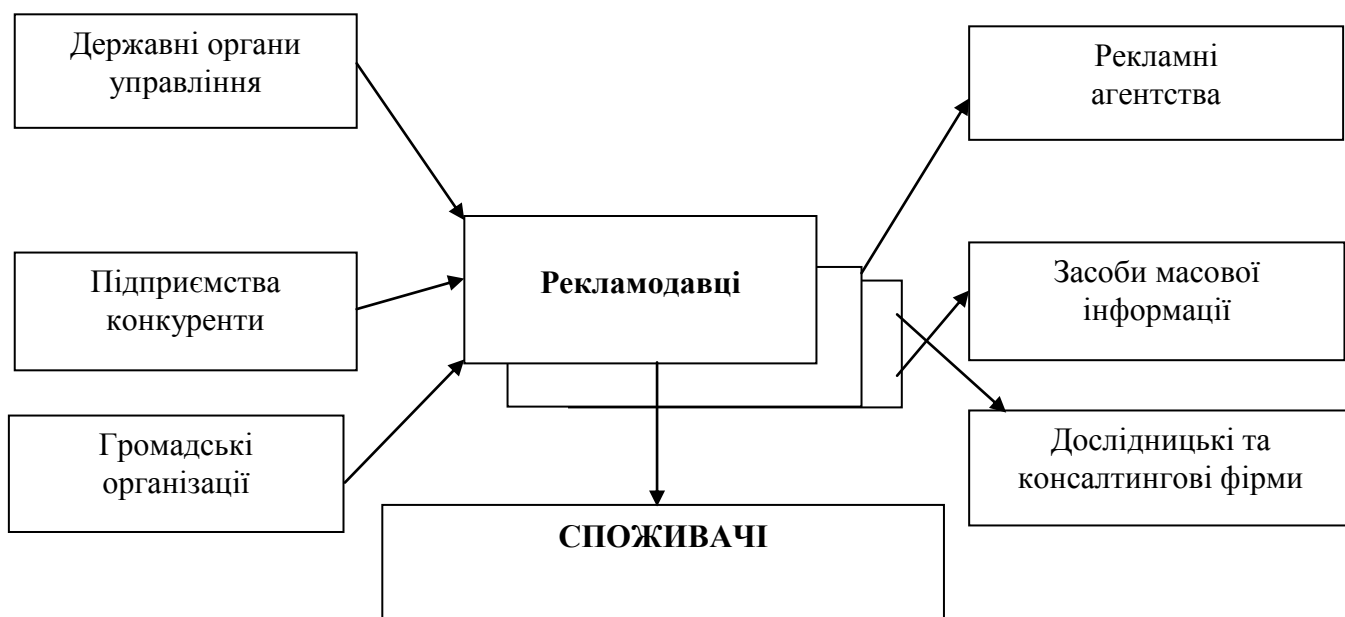 Державні органи
управління
Рекламні
агентства
Підприємства
конкуренти
Рекламодавці
Засоби масової
інформації
Громадські
організації
Дослідницькі та
консалтингові фірми
СПОЖИВАЧІ